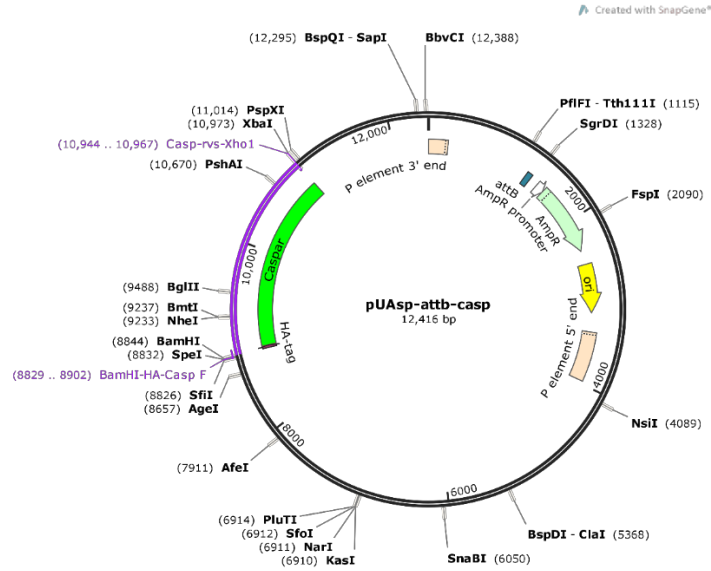 Created with SnapGene®
(12,295) BspQI - SapI
BbvCI (12,388)
(11,014) PspXI
(10,973) XbaI
(10,944 .. 10,967) Casp-rvs-Xho1
(10,670) PshAI
PflFI - Tth111I (1115)
SgrDI (1328)
FspI (2090)
12,000
P element 3' end
attB
AmpR promoter
AmpR
2000
ori
P element 5' end
4000
Caspar
10,000
HA-tag
pUAsp-attb-casp
12,416 bp
(9488) BglII
(9237) BmtI
(9233) NheI
(8844) BamHI
(8832) SpeI
(8829 .. 8902) BamHI-HA-Casp F
(8826) SfiI
(8657) AgeI
8000
(7911) AfeI
NsiI (4089)
6000
(6914) PluTI
(6912) SfoI
(6911) NarI
(6910) KasI
SnaBI (6050)
BspDI - ClaI (5368)